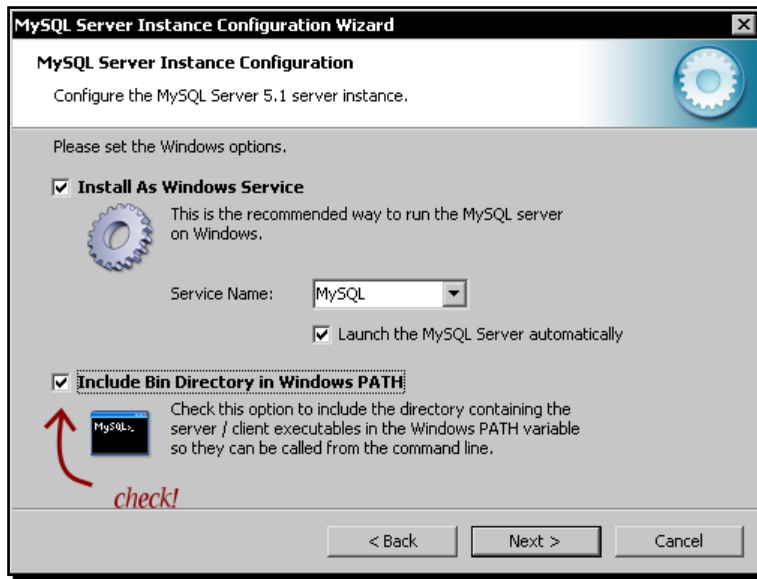 MySQL Server Instance Configuration Wizard
MySQL Server Instance Configuration
Configure the MySQL Server 5.1 server instance.
Please set the Windows options.
Install As Windows Service
This is the recommended way to run the MySQL server
on Windows.
Service Name:
MySQL
Launch the MySQL Server automatically
Include Bin Directory in Windows PATH
MySQL>_
Check this option to include the directory containing the
server / client executables in the Windows PATH variable
so they can be called from the command line.
check!
< Back
Next >
Cancel